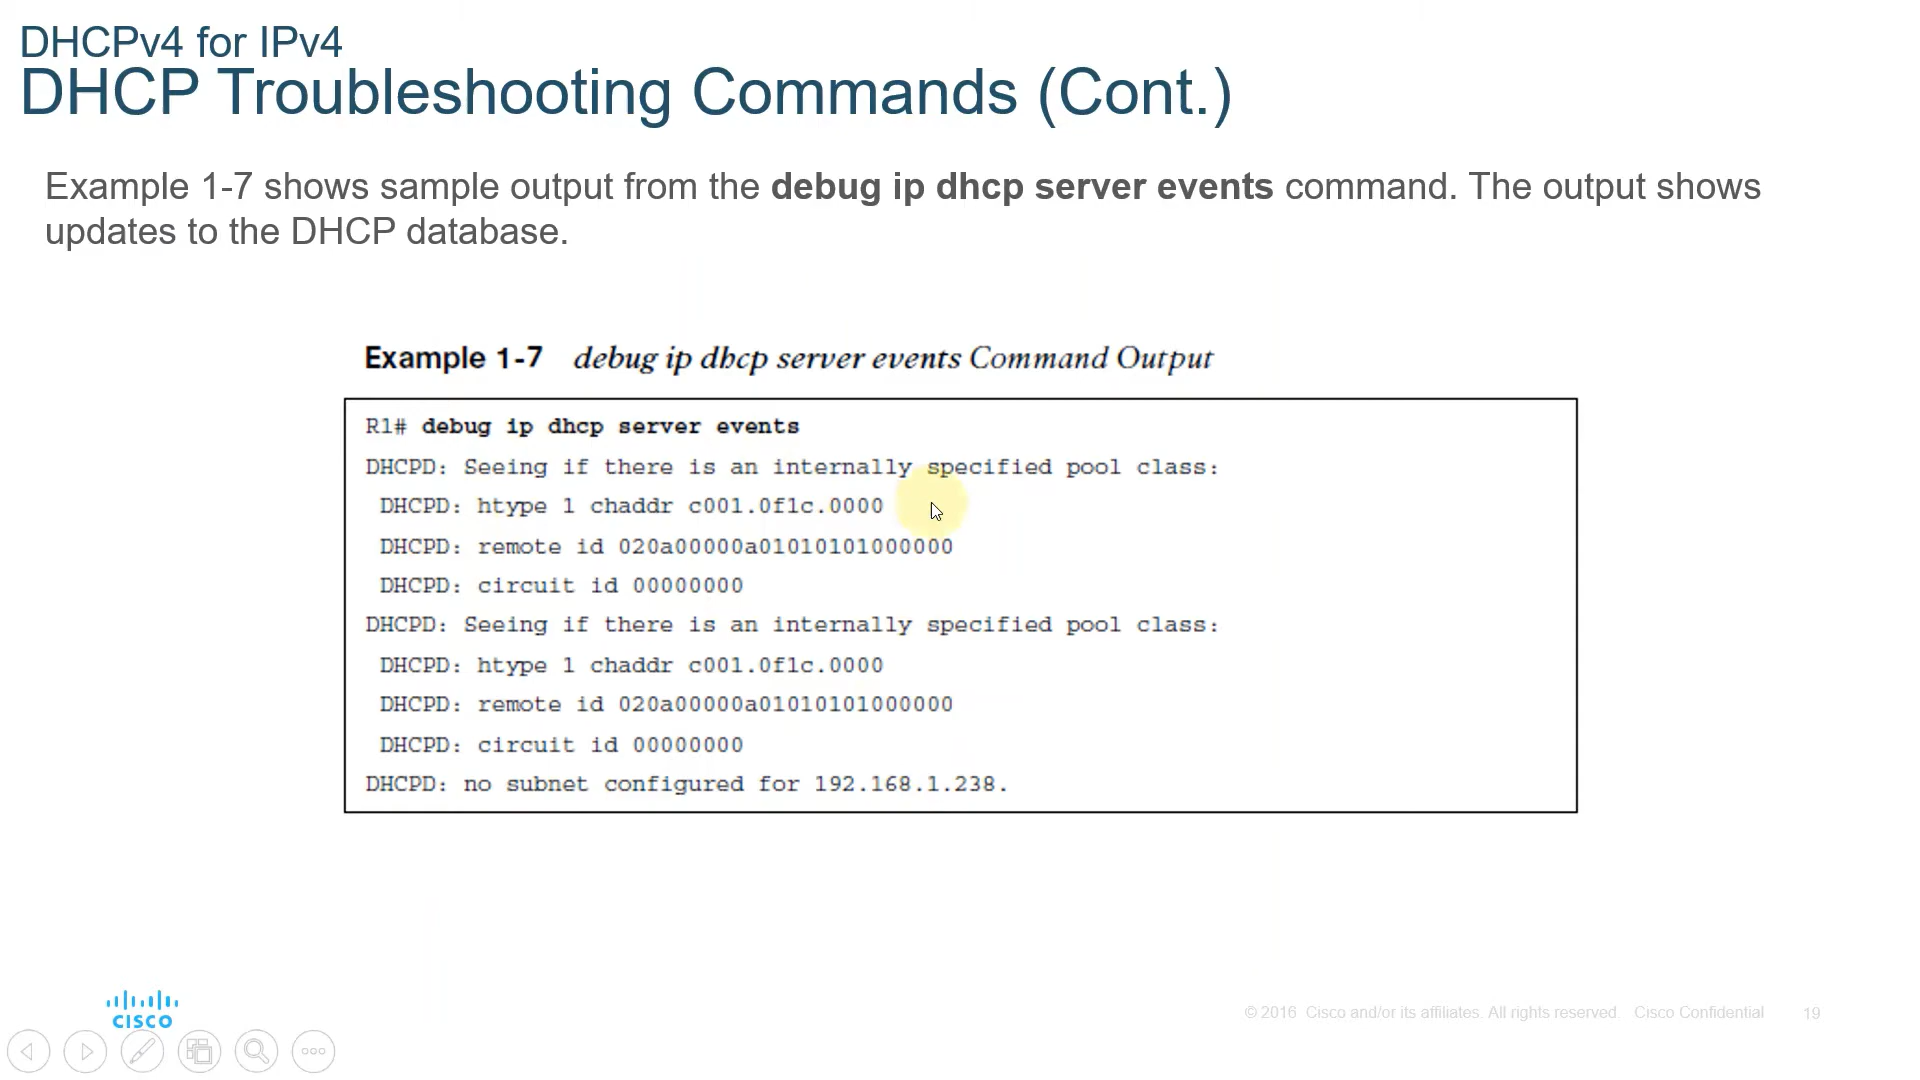 DHCPv4 for IPv4
DHCP Troubleshooting Commands (Cont.)
Example 1-7 shows sample output from the debug ip dhcp server events command. The output shows
updates to the DHCP database.
Example 1-7 debug ip dhcp server events Command Output
R1# debug ip dhcp server events
DHCPD: Seeing if there is an internally specified pool class:
DHCPD: htype 1 chaddr c001.0f1c.0000
DHCPD: remote id 020a00000a01010101000000
DHCPD: circuit id 00000000
DHCPD: Seeing if there is an internally specified pool class:
DHCPD: htype 1 chaddr c001.0f1c.0000
DHCPD: remote id 020a00000a01010101000000
DHCPD: circuit id 00000000
DHCPD: no subnet configured for 192.168.1.238.
CISCO
© 2016 Cisco and/or its affiliates. All rights reserved. Cisco Confidential 19